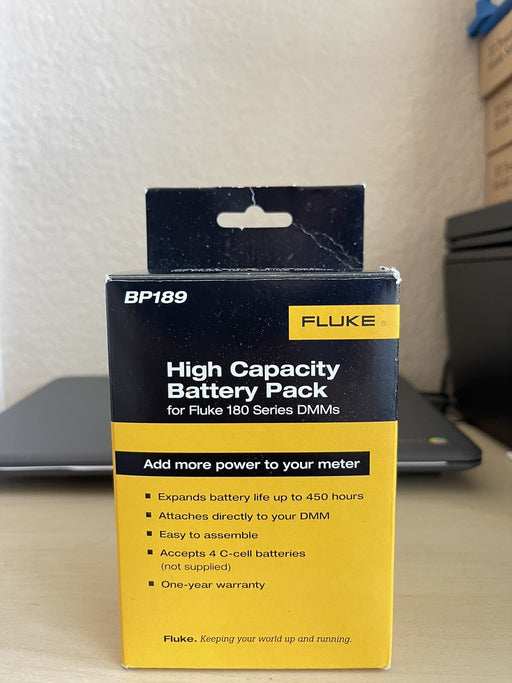 BP189
FLUKE ®
High Capacity
Battery Pack
for Fluke 180 Series DMMs
Add more power to your meter
■ Expands battery life up to 450 hours
■ Attaches directly to your DMM
■ Easy to assemble
■ Accepts 4 C-cell batteries
(not supplied)
■ One-year warranty
Fluke. Keeping your world up and running.